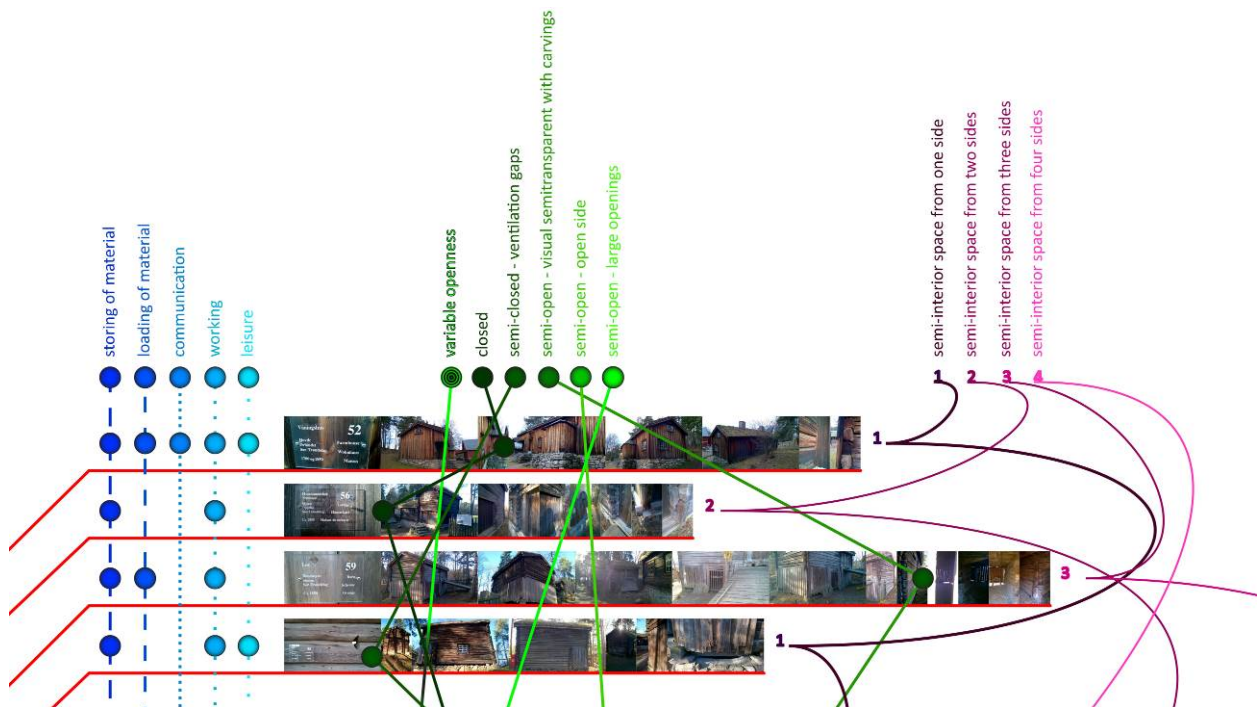 storing of material
loading of material
communication
working
leisure
variable openness
closed
semi-closed - ventilation gaps
semi-open - visual semitransparent with carvings
semi-open - open side
semi-open - large openings
semi-interior space from one side
semi-interior space from two sides
semi-interior space from three sides
semi-interior space from four sides
1
2
3
4
52
1
56
2
59
3
1